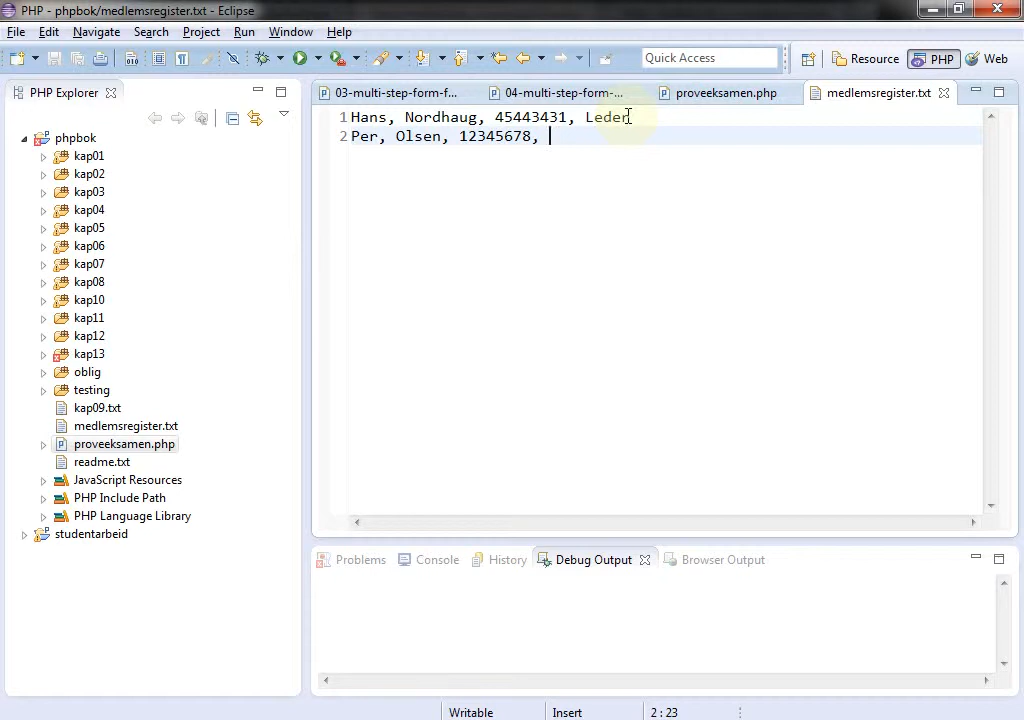 PHP - phpbok/medlemsregister.txt - Eclipse
File Edit Navigate Search Project Run Window Help
Quick Access Resource PHP Web
PHP Explorer
phpbok
kap01
kap02
kap03
kap04
kap05
kap06
kap07
kap08
kap09
kap10
kap11
kap12
kap13
oblig
testing
kap09.txt
medlemsregister.txt
proveeksamen.php
readme.txt
JavaScript Resources
PHP Include Path
PHP Language Library
studentarbeid
03-multi-step-form-f... 04-multi-step-form-... proveeksamen.php medlemsregister.txt
1 Hans, Nordhaug, 45443431, Leder
2 Per, Olsen, 12345678,
Problems Console History Debug Output Browser Output
Writable Insert 2 : 23